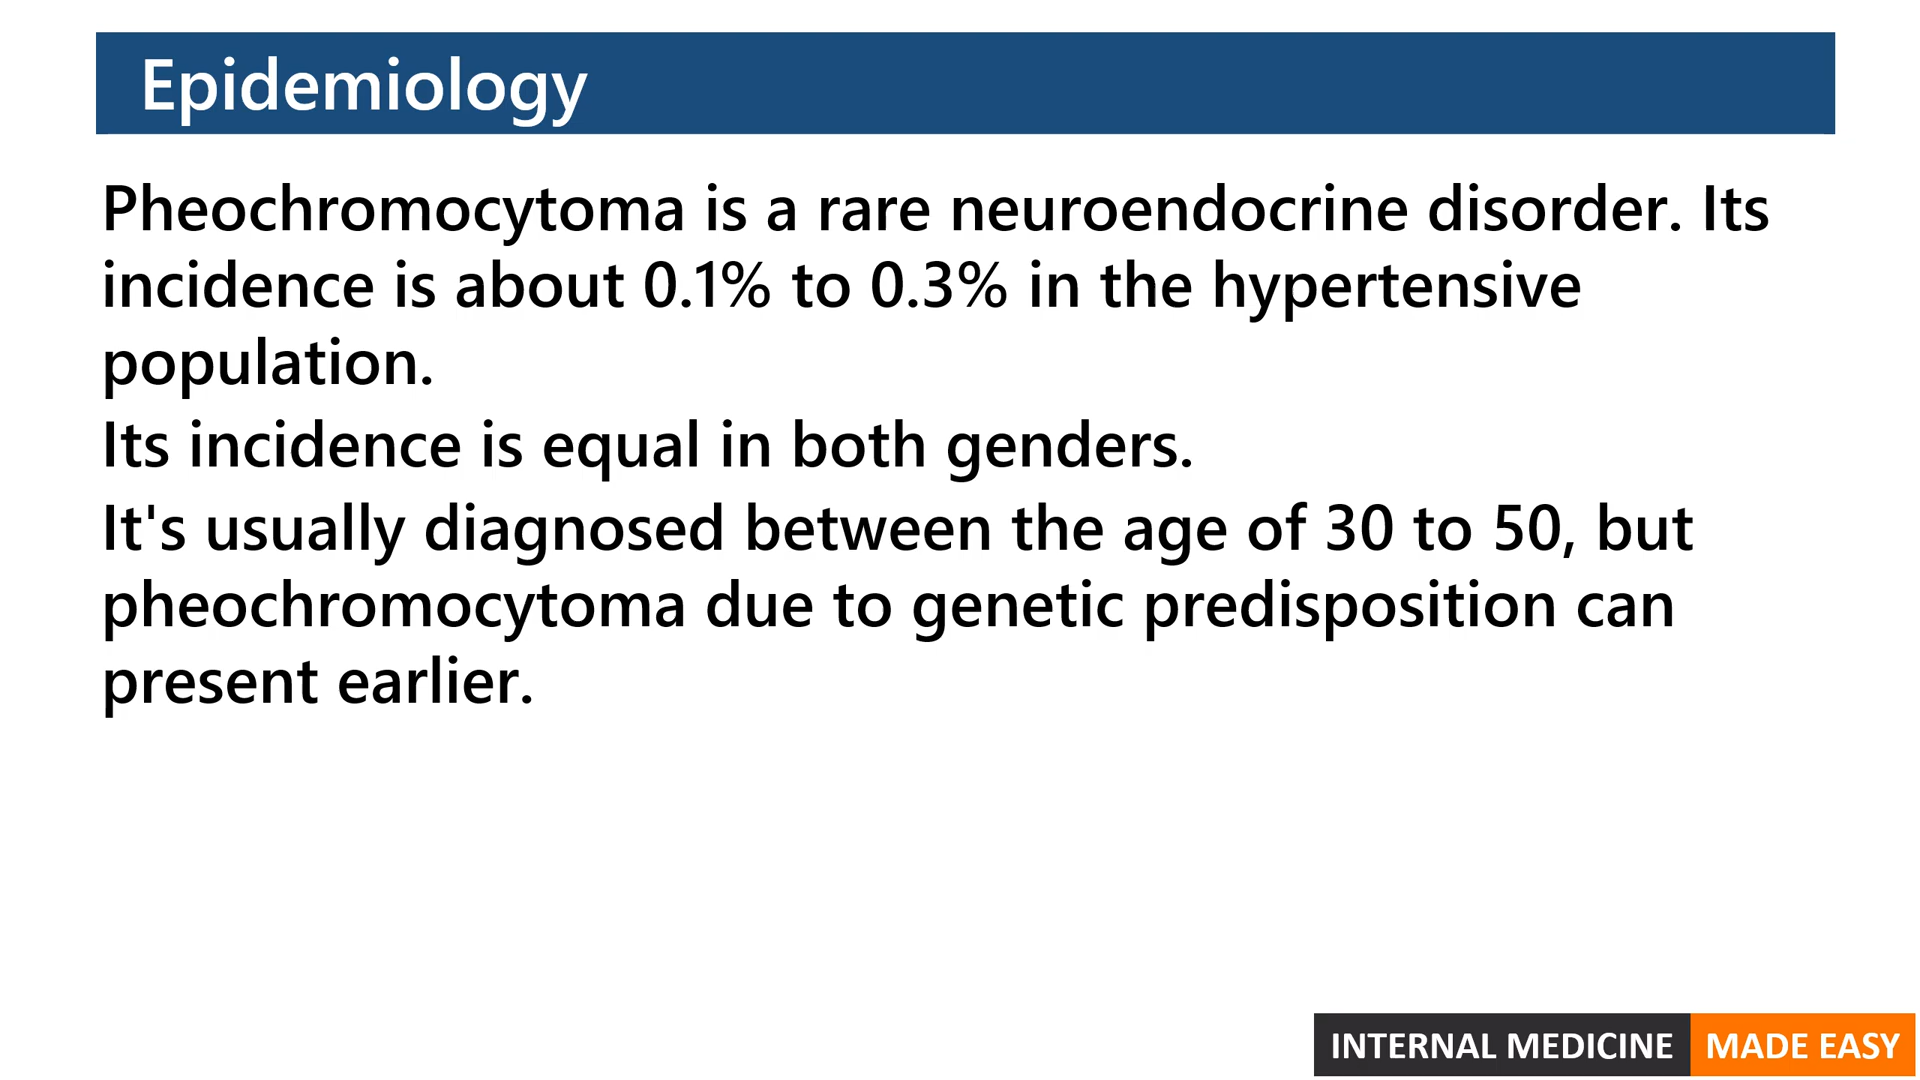 Epidemiology
Pheochromocytoma is a rare neuroendocrine disorder. Its
incidence is about 0.1% to 0.3% in the hypertensive
population.
Its incidence is equal in both genders.
It's usually diagnosed between the age of 30 to 50, but
pheochromocytoma due to genetic predisposition can
present earlier.
INTERNAL MEDICINE MADE EASY